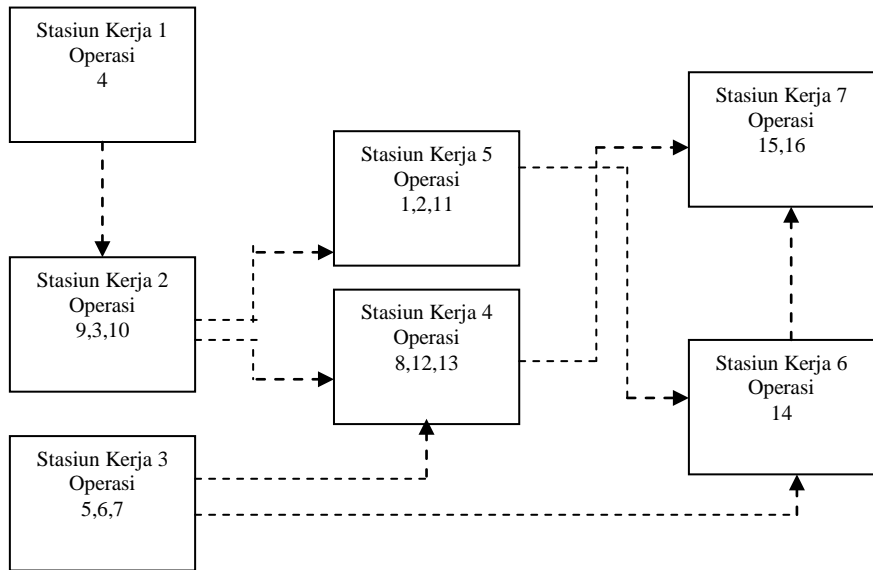 Stasiun Kerja 1
Operasi
4
Stasiun Kerja 2
Operasi
9,3,10
Stasiun Kerja 3
Operasi
5,6,7
Stasiun Kerja 5
Operasi
1,2,11
Stasiun Kerja 4
Operasi
8,12,13
Stasiun Kerja 7
Operasi
15,16
Stasiun Kerja 6
Operasi
14